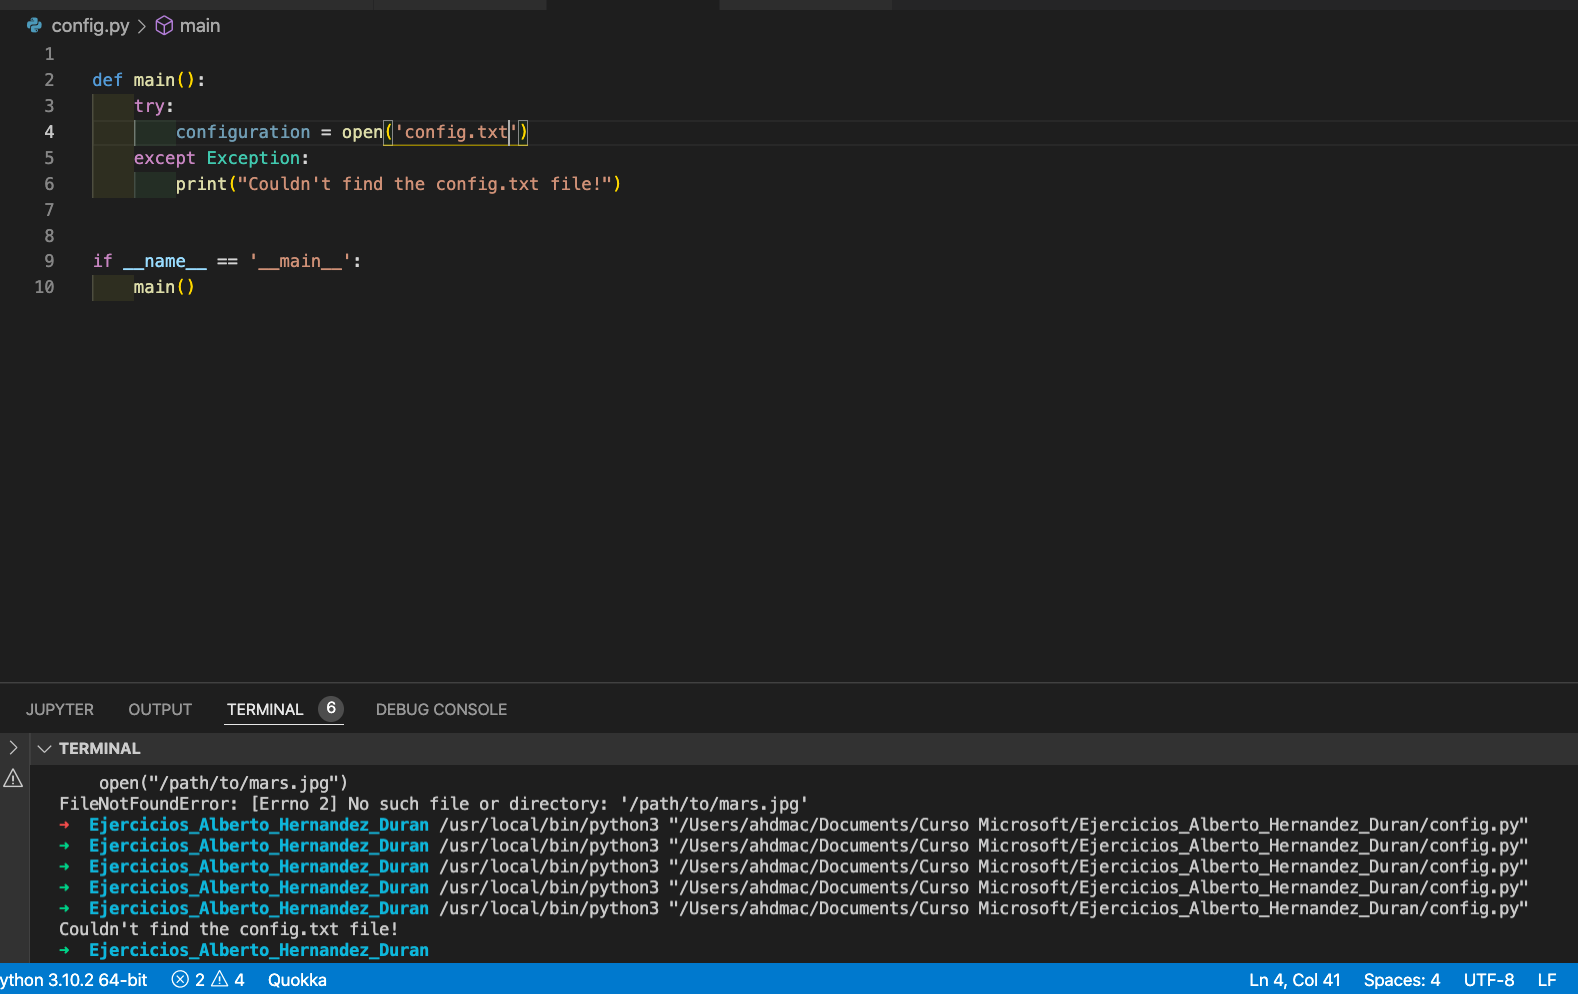 config.py > main
1
2 def main():
3     try:
4         configuration = open('config.txt')
5     except Exception:
6         print("Couldn't find the config.txt file!")
7
8
9 if __name__ == '__main__':
10     main()
JUPYTER OUTPUT TERMINAL 6 DEBUG CONSOLE
TERMINAL
    open("/path/to/mars.jpg")
FileNotFoundError: [Errno 2] No such file or directory: '/path/to/mars.jpg'
➜ Ejercicios_Alberto_Hernandez_Duran /usr/local/bin/python3 "/Users/ahdmac/Documents/Curso Microsoft/Ejercicios_Alberto_Hernandez_Duran/config.py"
➜ Ejercicios_Alberto_Hernandez_Duran /usr/local/bin/python3 "/Users/ahdmac/Documents/Curso Microsoft/Ejercicios_Alberto_Hernandez_Duran/config.py"
➜ Ejercicios_Alberto_Hernandez_Duran /usr/local/bin/python3 "/Users/ahdmac/Documents/Curso Microsoft/Ejercicios_Alberto_Hernandez_Duran/config.py"
➜ Ejercicios_Alberto_Hernandez_Duran /usr/local/bin/python3 "/Users/ahdmac/Documents/Curso Microsoft/Ejercicios_Alberto_Hernandez_Duran/config.py"
➜ Ejercicios_Alberto_Hernandez_Duran /usr/local/bin/python3 "/Users/ahdmac/Documents/Curso Microsoft/Ejercicios_Alberto_Hernandez_Duran/config.py"
Couldn't find the config.txt file!
➜ Ejercicios_Alberto_Hernandez_Duran
ython 3.10.2 64-bit 2 4 Quokka Ln 4, Col 41 Spaces: 4 UTF-8 LF